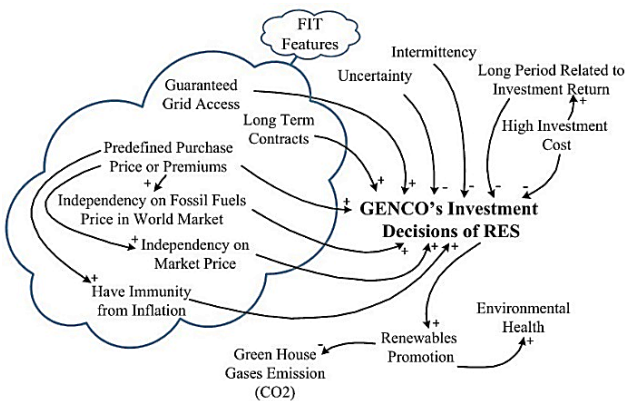 FIT
Features
Intermittency
Uncertainty
Long Period Related to
Investment Return
Guaranteed
Grid Access
+
Long Term
Contracts
High Investment
Cost
Predefined Purchase
Price or Premiums
+
+
+
-
-
-
-
Independency on Fossil Fuels
Price in World Market
+
GENCO's Investment
Decisions of RES
+
Independency on
Market Price
+
+
+
+
Have Immunity
from Inflation
Environmental
Health
+
+
Renewables
Promotion
-
Green House
Gases Emission
(CO2)